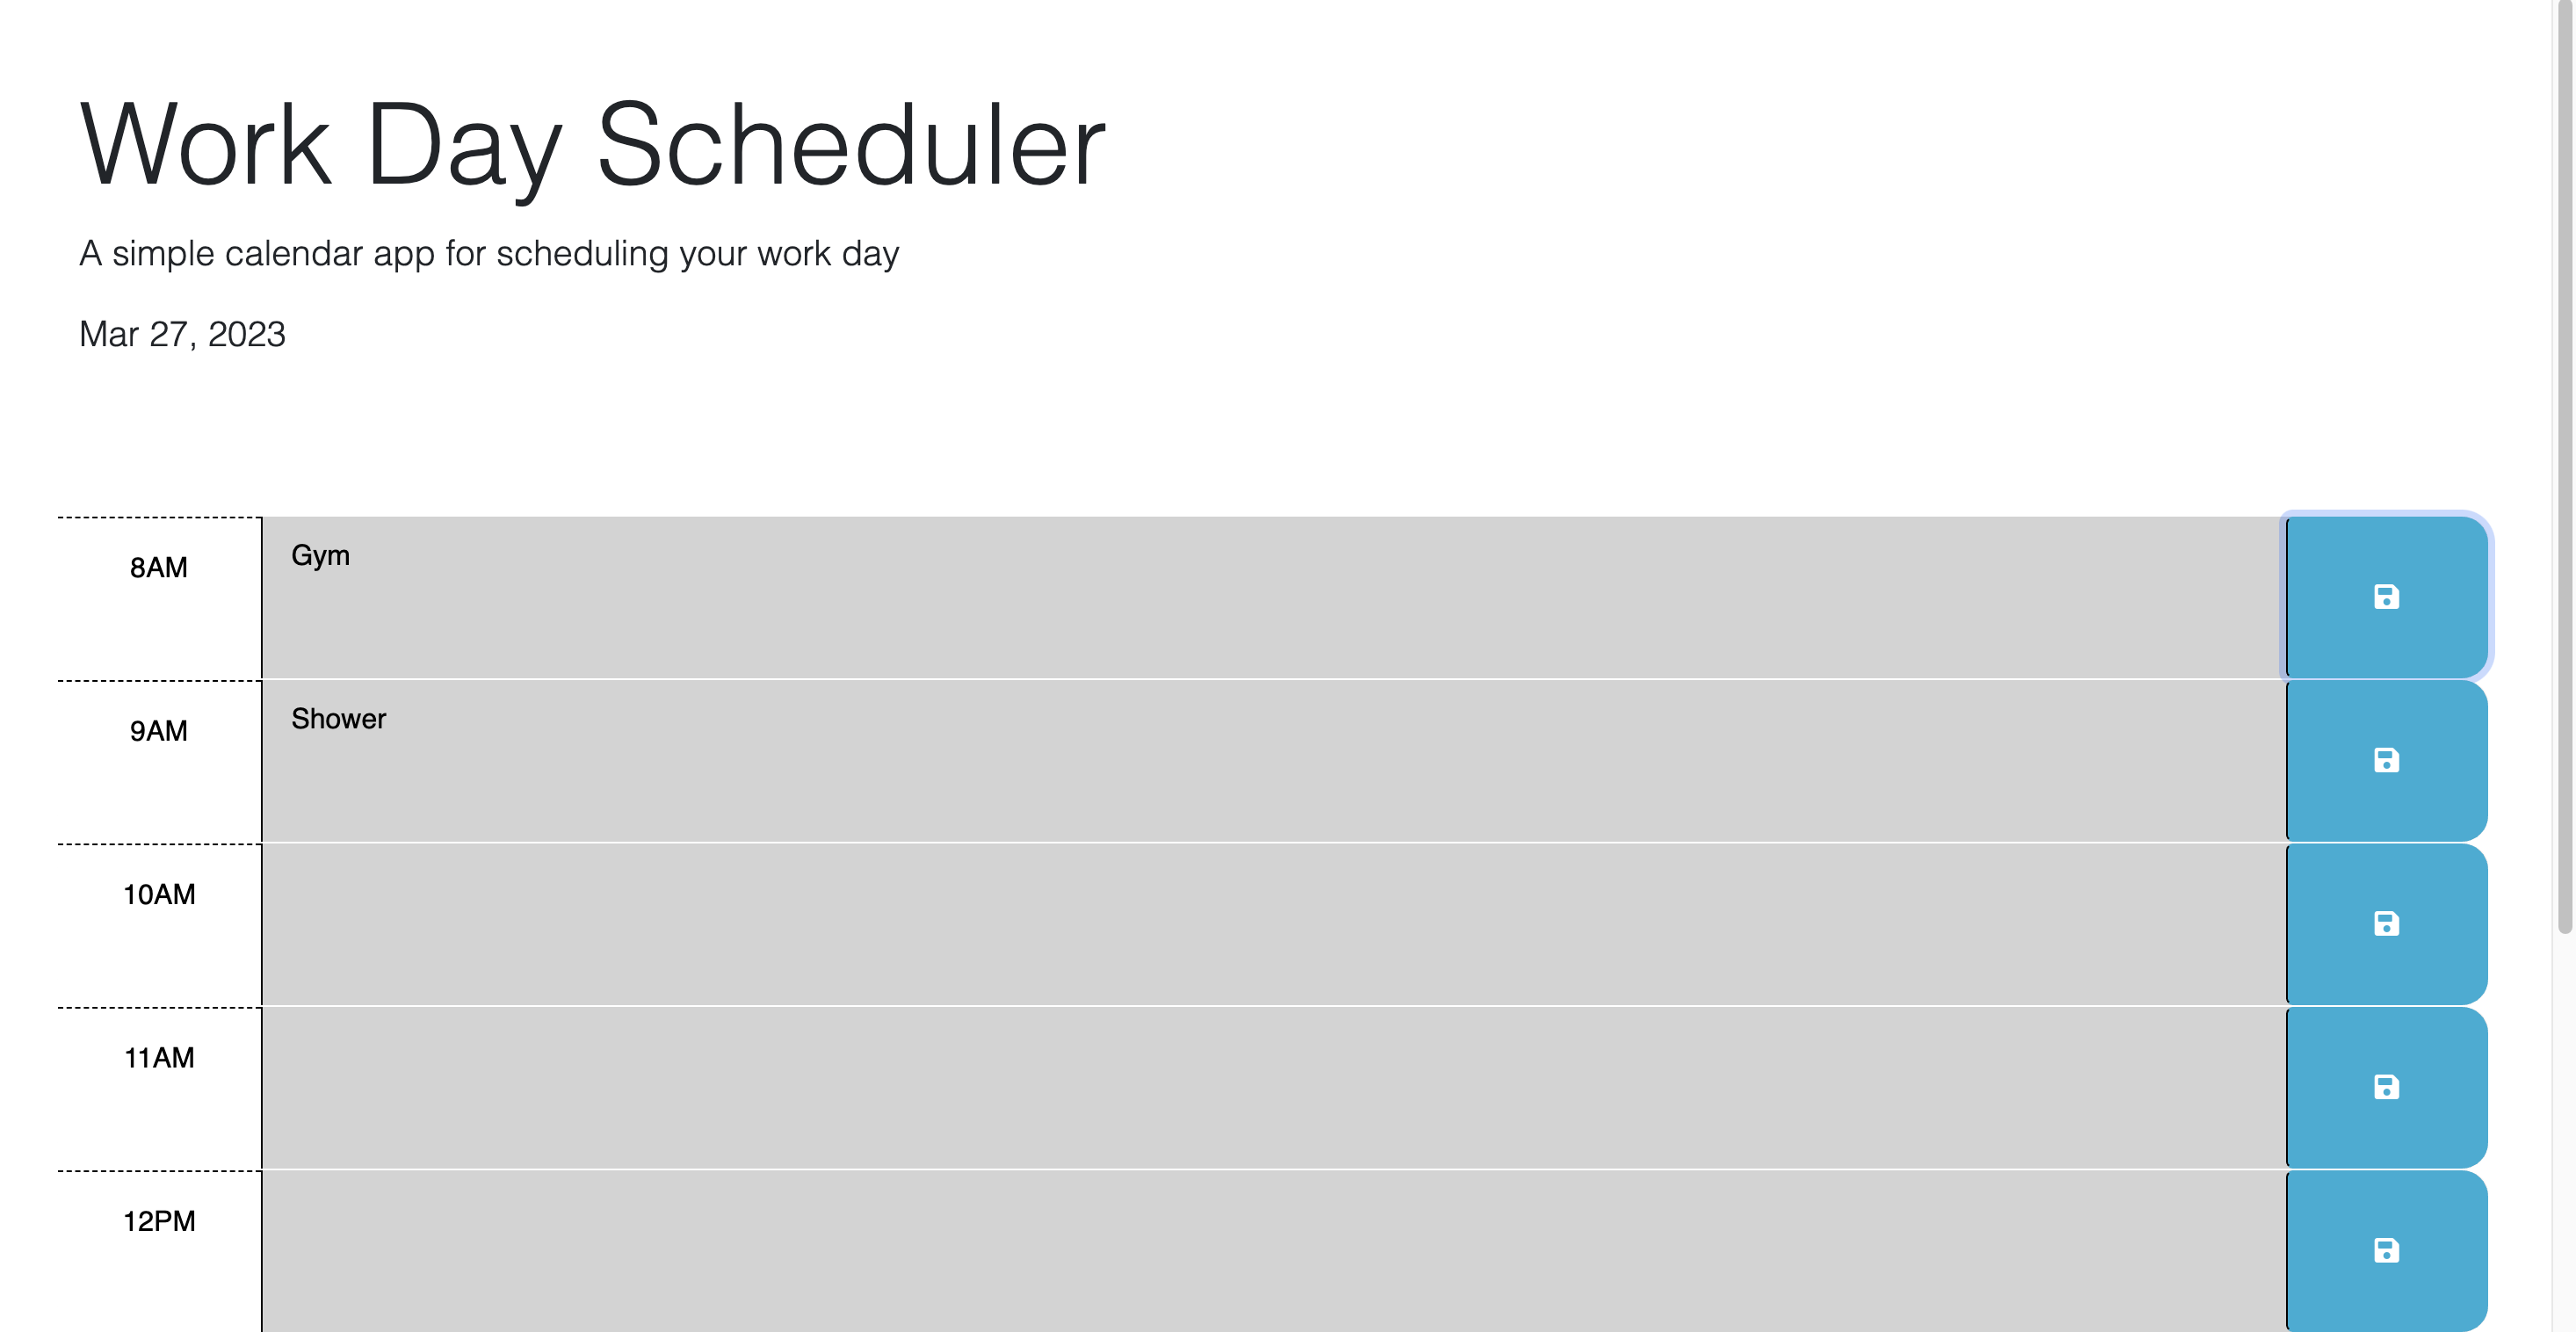 Work Day Scheduler
A simple calendar app for scheduling your work day
Mar 27, 2023
8AM
Gym
9AM
Shower
10AM
11AM
12PM